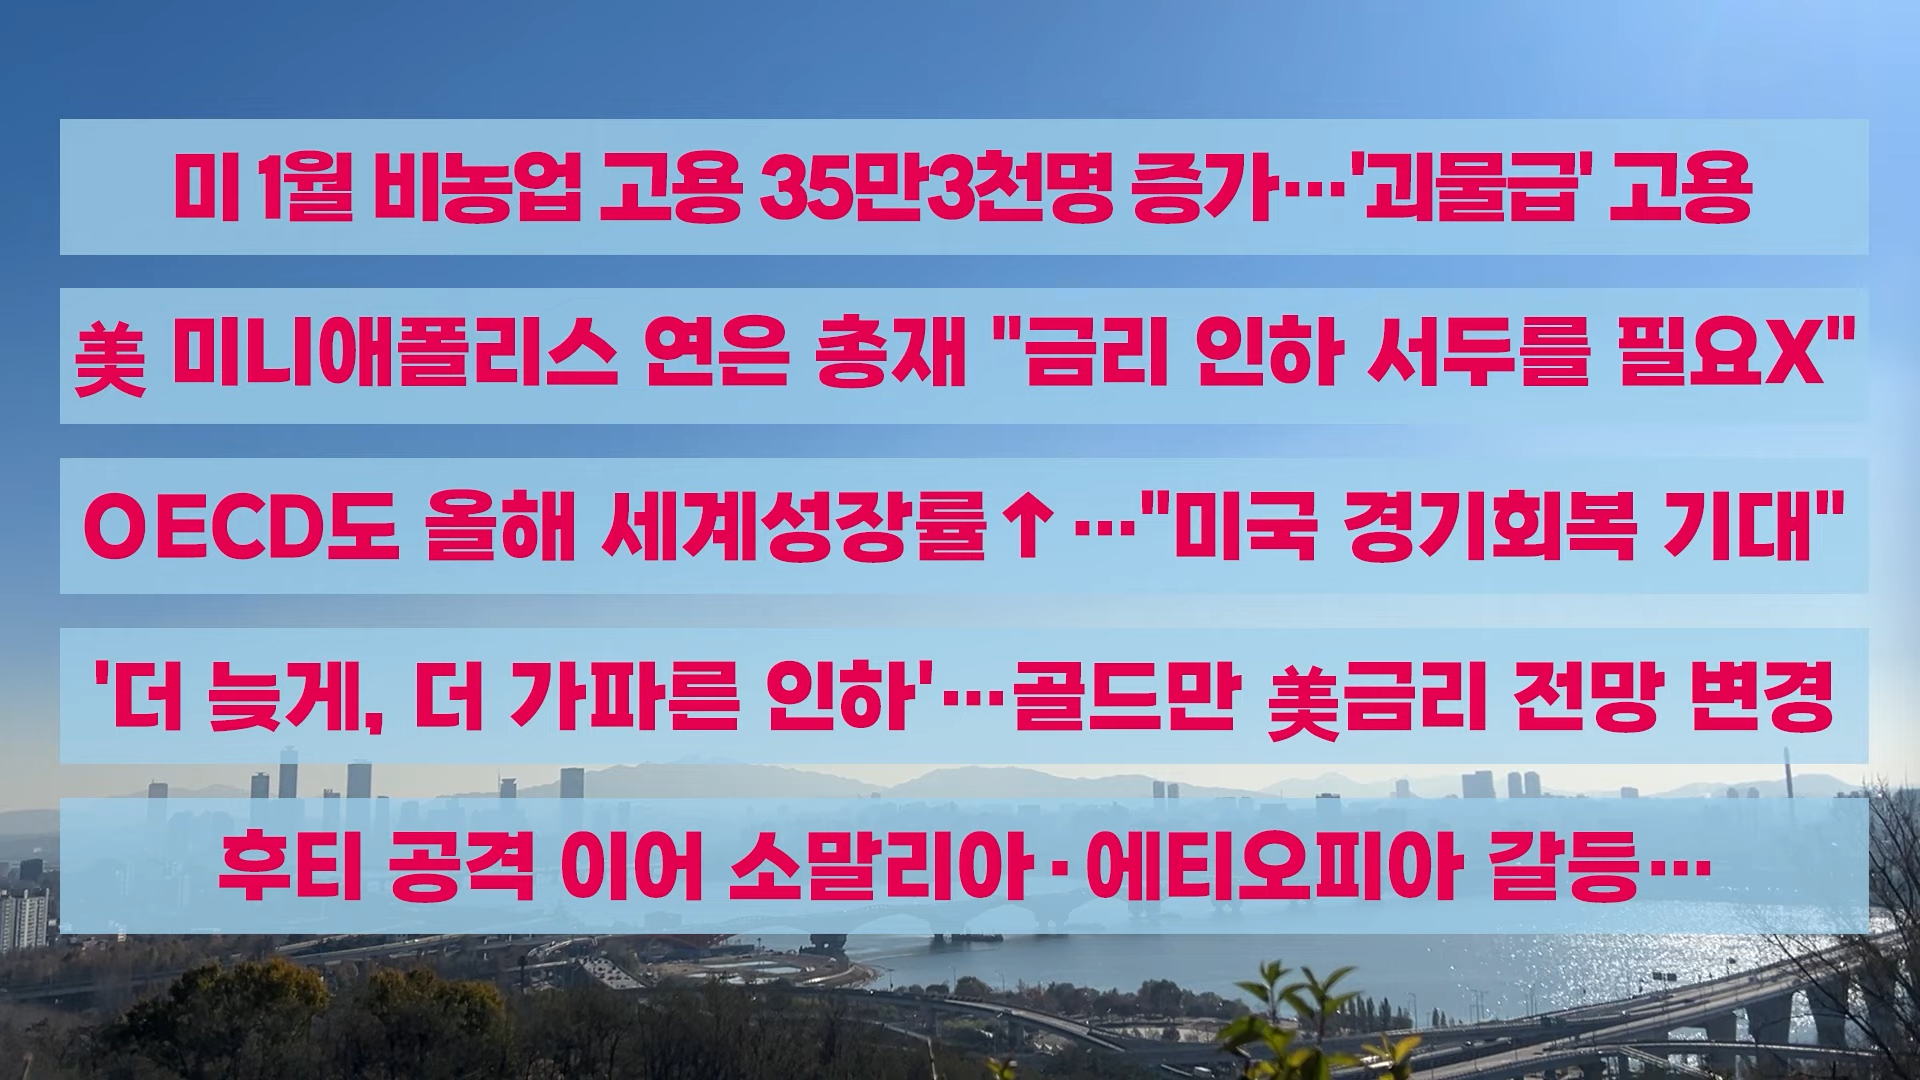 미 1월 비농업 고용 35만3천명 증가…'괴물급' 고용
美 미니애폴리스 연은 총재 "금리 인하 서두를 필요X"
OECD도 올해 세계성장률↑…"미국 경기회복 기대"
'더 늦게, 더 가파른 인하'…골드만 美금리 전망 변경
후티 공격 이어 소말리아·에티오피아 갈등…